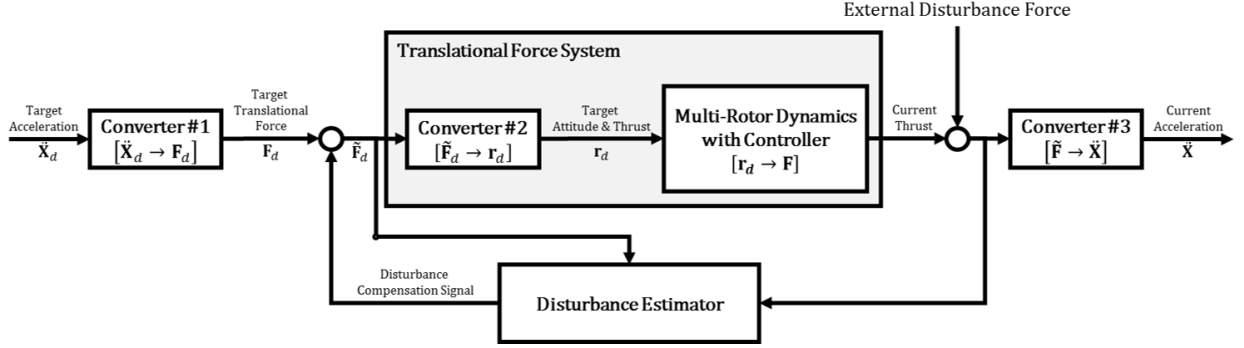 External Disturbance Force
Translational Force System
Target
Acceleration
Ẍ_d
Converter #1
[Ẍ_d → F_d]
Target
Translational
Force
F_d
F̃_d
Converter #2
[F̃_d → r_d]
Target
Attitude & Thrust
r_d
Multi-Rotor Dynamics
with Controller
[r_d → F]
Current
Thrust
Converter #3
[F̃ → Ẍ]
Current
Acceleration
Ẍ
Disturbance
Compensation Signal
Disturbance Estimator